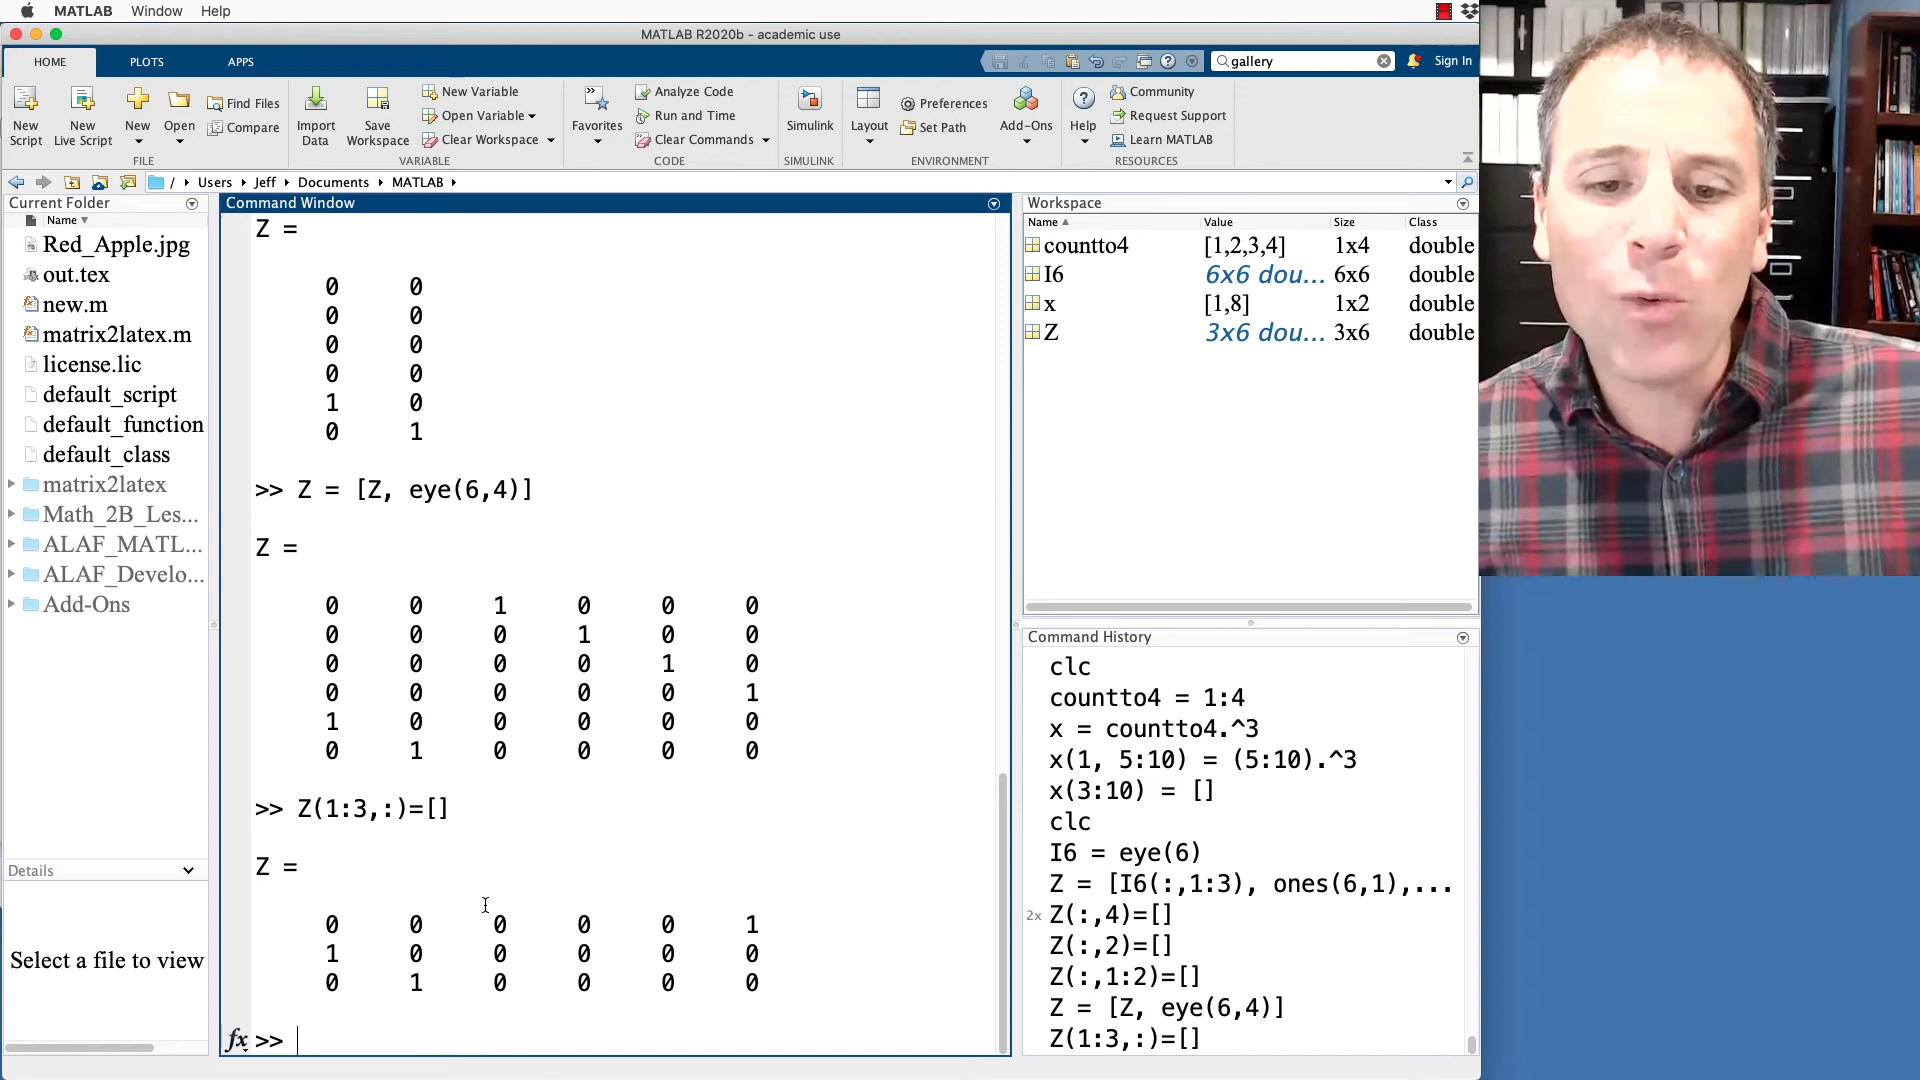 MATLAB Window Help
MATLAB R2020b - academic use
HOME PLOTS APPS
gallery
Sign In
New Script
New Live Script
New
Open
Find Files
Compare
Import Data
Save Workspace
New Variable
Open Variable
Clear Workspace
Favorites
Analyze Code
Run and Time
Clear Commands
Simulink
Layout
Preferences
Set Path
Add-Ons
Help
Community
Request Support
Learn MATLAB
FILE VARIABLE CODE SIMULINK ENVIRONMENT RESOURCES
/ Users Jeff Documents MATLAB
Current Folder
Name
Red_Apple.jpg
out.tex
new.m
matrix2latex.m
license.lic
default_script
default_function
default_class
matrix2latex
Math_2B_Les...
ALAF_MATL...
ALAF_Develo...
Add-Ons
Details
Select a file to view
Command Window
Z =
0 0
0 0
0 0
0 0
1 0
0 1
>> Z = [Z, eye(6,4)]
Z =
0 0 1 0 0 0
0 0 0 1 0 0
0 0 0 0 1 0
0 0 0 0 0 1
1 0 0 0 0 0
0 1 0 0 0 0
>> Z(1:3,:)=[]
Z =
0 0 0 0 0 1
1 0 0 0 0 0
0 1 0 0 0 0
fx >>
Workspace
Name Value Size Class
countto4 [1,2,3,4] 1x4 double
I6 6x6 dou... 6x6 double
x [1,8] 1x2 double
Z 3x6 dou... 3x6 double
Command History
clc
countto4 = 1:4
x = countto4.^3
x(1, 5:10) = (5:10).^3
x(3:10) = []
clc
I6 = eye(6)
Z = [I6(:,1:3), ones(6,1),...
2x Z(:,4)=[]
Z(:,2)=[]
Z(:,1:2)=[]
Z = [Z, eye(6,4)]
Z(1:3,:)=[]